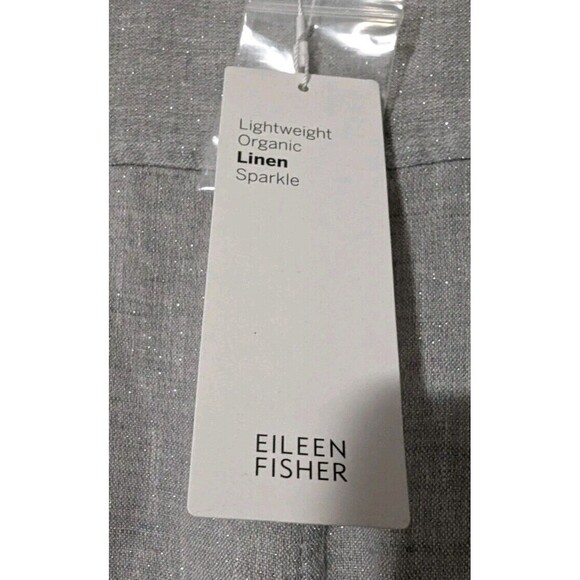 Lightweight
Organic
Linen
Sparkle
EILEEN
FISHER